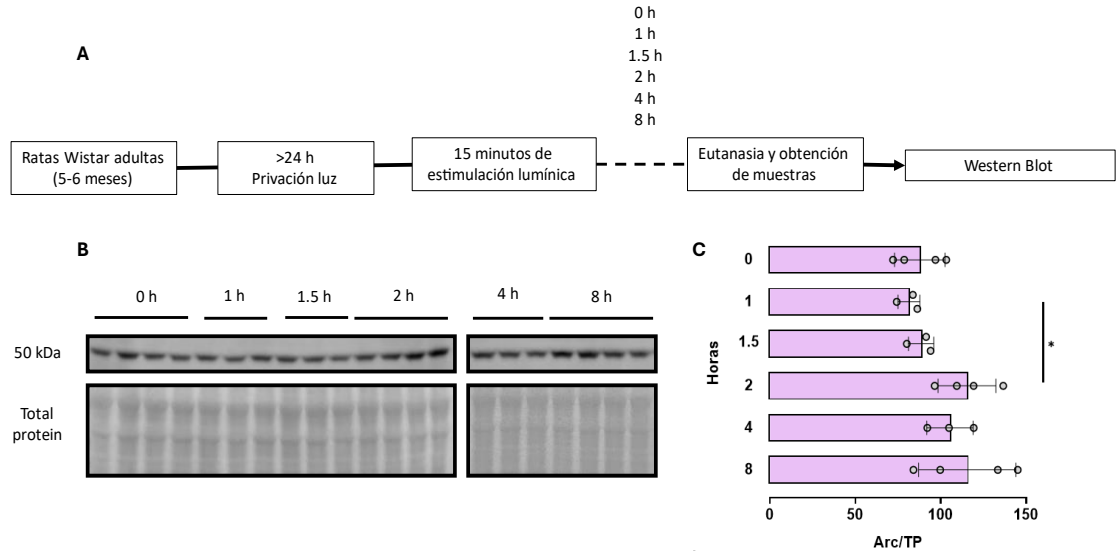 A
0 h
1 h
1.5 h
2 h
4 h
8 h
Ratas Wistar adultas
(5-6 meses)
>24 h
Privación luz
15 minutos de
estimulación lumínica
Eutanasia y obtención
de muestras
Western Blot
B
0 h
1 h
1.5 h
2 h
4 h
8 h
50 kDa
Total
protein
C
Horas
0
1
1.5
2
4
8
*
0
50
100
150
Arc/TP